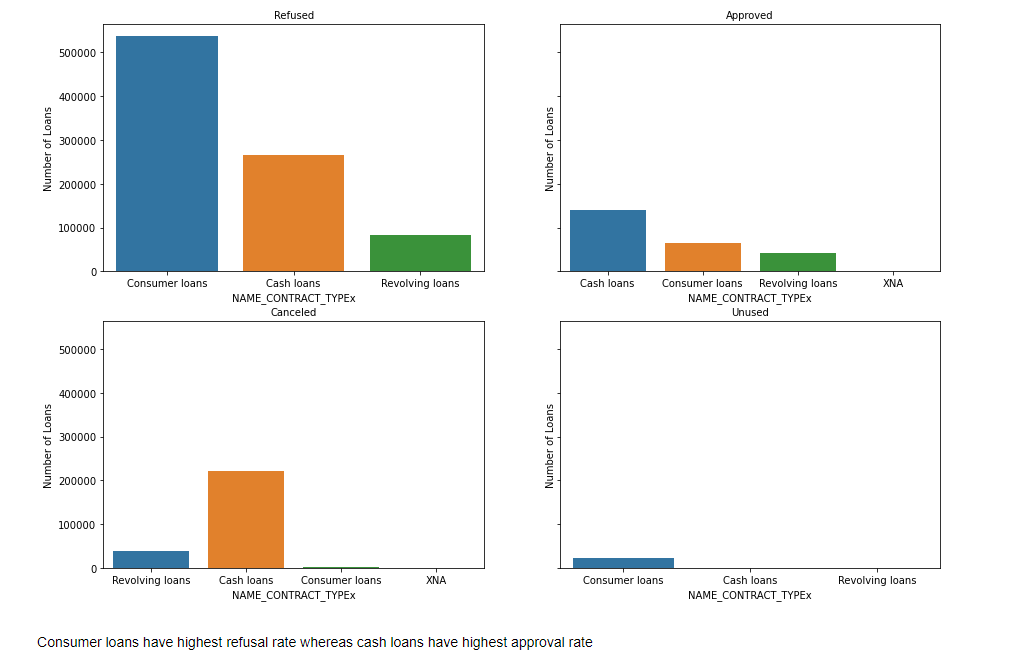 Refused
Approved
500000
400000
300000
200000
100000
0
Number of Loans
Number of Loans
Consumer loans Cash loans Revolving loans
Cash loans Consumer loans Revolving loans XNA
NAME_CONTRACT_TYPEx
NAME_CONTRACT_TYPEx
Canceled
Unused
500000
400000
300000
200000
100000
0
Number of Loans
Number of Loans
Revolving loans Cash loans Consumer loans XNA
Consumer loans Cash loans Revolving loans
NAME_CONTRACT_TYPEx
NAME_CONTRACT_TYPEx
Consumer loans have highest refusal rate whereas cash loans have highest approval rate